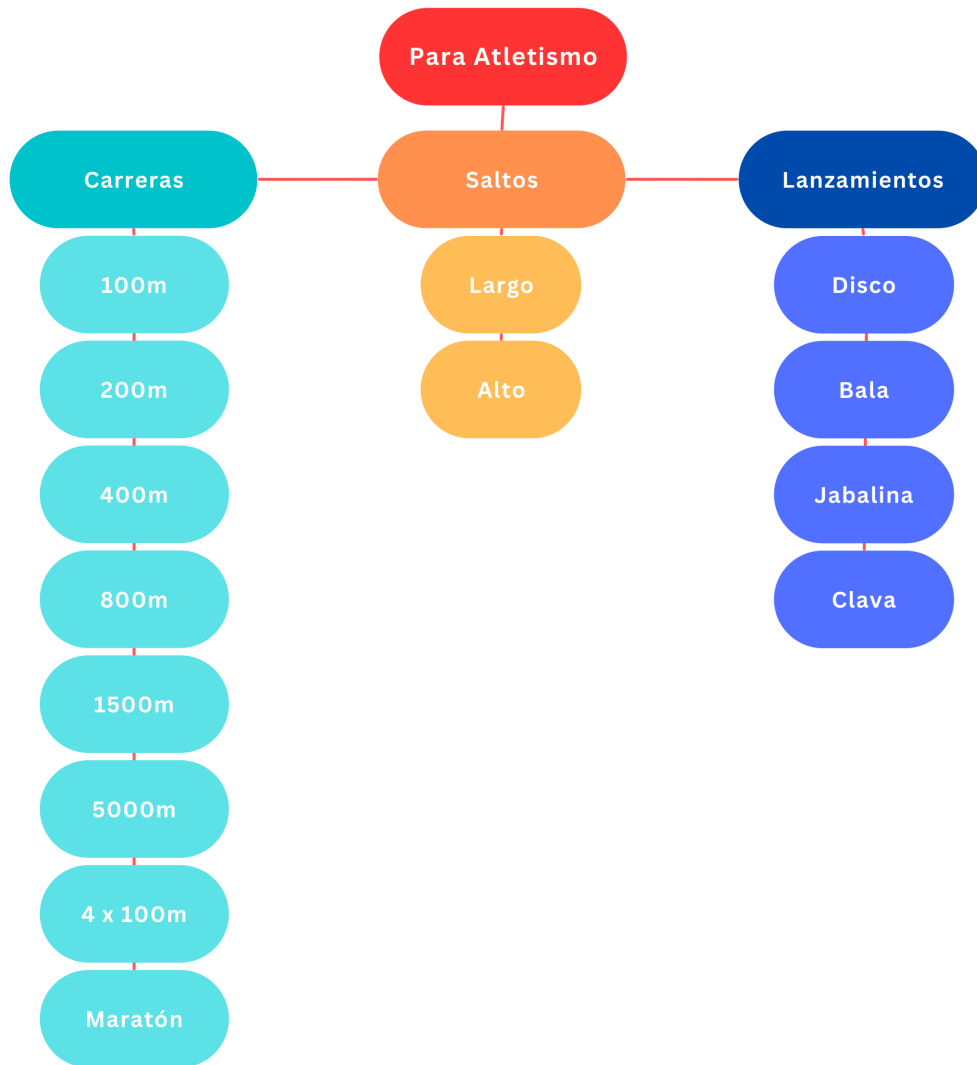 Para Atletismo
Carreras
Saltos
Lanzamientos
100m
Largo
Disco
200m
Alto
Bala
400m
Jabalina
800m
Clava
1500m
5000m
4 x 100m
Maratón